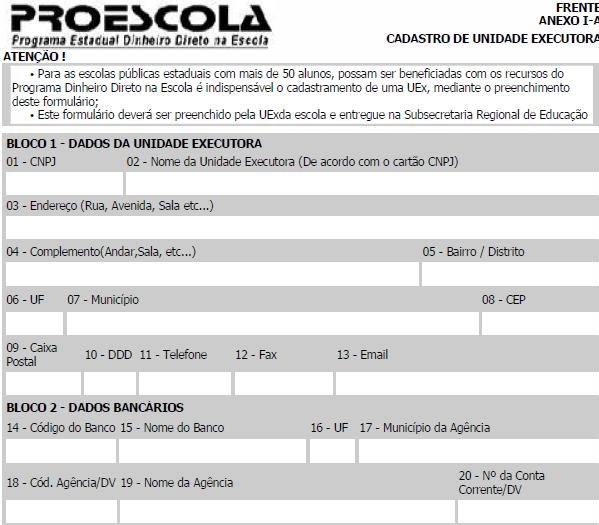 PROESCOLA
Programa Estadual Dinheiro Direto na Escola
FRENTE
ANEXO I-A
CADASTRO DE UNIDADE EXECUTORA
ATENÇÃO !
• Para as escolas públicas estaduais com mais de 50 alunos, possam ser beneficiadas com os recursos do
Programa Dinheiro Direto na Escola é indispensável o cadastramento de uma UEx, mediante o preenchimento
deste formulário;
• Este formulário deverá ser preenchido pela UExda escola e entregue na Subsecretaria Regional de Educação
BLOCO 1 - DADOS DA UNIDADE EXECUTORA
01 - CNPJ 02 - Nome da Unidade Executora (De acordo com o cartão CNPJ)
03 - Endereço (Rua, Avenida, Sala etc...)
04 - Complemento(Andar,Sala, etc...) 05 - Bairro / Distrito
06 - UF 07 - Município 08 - CEP
09 - Caixa
Postal 10 - DDD 11 - Telefone 12 - Fax 13 - Email
BLOCO 2 - DADOS BANCÁRIOS
14 - Código do Banco 15 - Nome do Banco 16 - UF 17 - Município da Agência
18 - Cód. Agência/DV 19 - Nome da Agência 20 - Nº da Conta
Corrente/DV